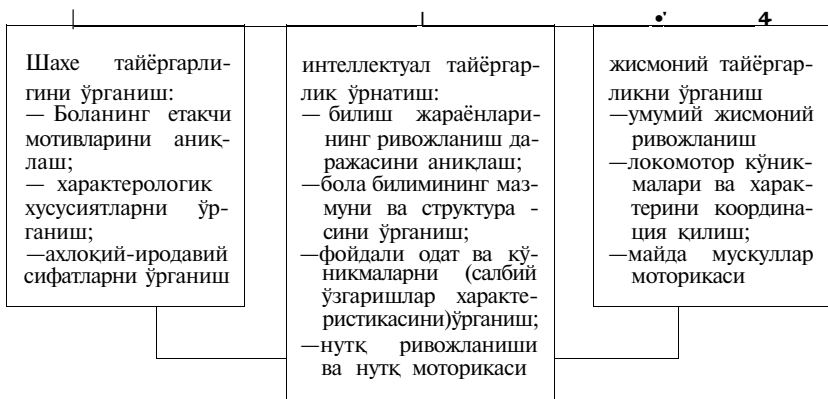 4
Шахе тайёргарли-
гини ўрганиш:
— Боланинг етакчи
мотивларини аниқ-
лаш;
— характерологик
хусусиятларни ўр-
ганиш;
—ахлоқий-иродавий
сифатларни ўрганиш
интеллектуал тайёргар-
лик ўрнатиш:
— билиш жараёнлари-
нинг ривожланиш да-
ражасини аниқлаш;
—бола билимининг маз-
муни ва структура -
сини ўрганиш;
—фойдали одат ва кў-
никмаларни (салбий
ўзгаришлар характе-
ристикасини)ўрганиш;
—нутқ ривожланиши
ва нутқ моторикаси
жисмоний тайёргар-
ликни ўрганиш
—умумий жисмоний
ривожланиш
—локомотор кўник-
малари ва харак-
терини координа-
ция қилиш;
—майда мускуллар
моторикаси